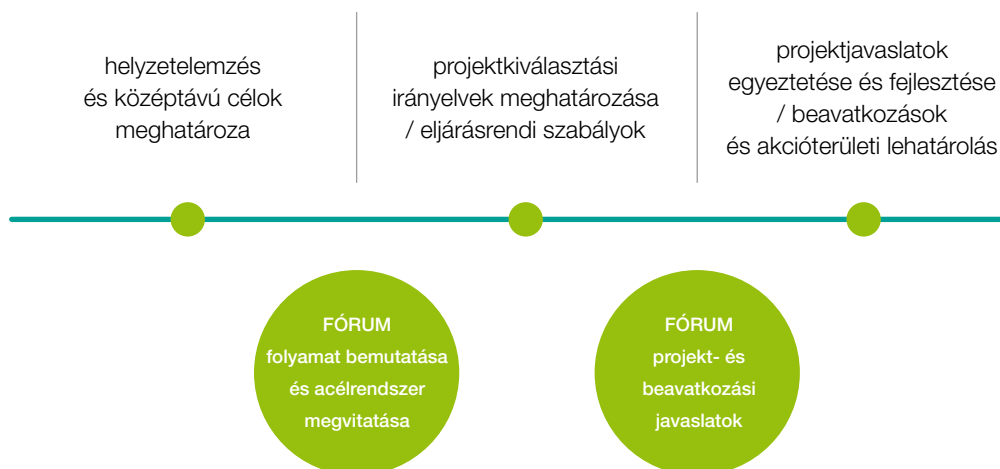 helyzetelemzés
és középtávú célok
meghatároza
projektkiválasztási
irányelvek meghatározása
/ eljárásrendi szabályok
projektjavaslatok
egyeztetése és fejlesztése
/ beavatkozások
és akcióterületi lehatárolás
FÓRUM
folyamat bemutatása
és acélrendszer
megvitatása
FÓRUM
projekt- és
beavatkozási
javaslatok